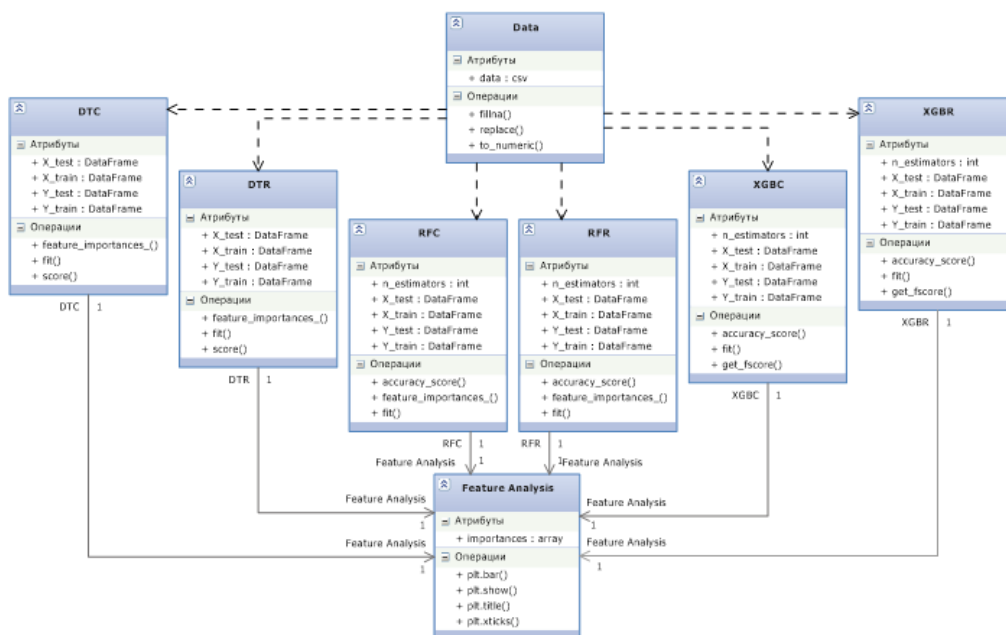 Data
Атрибуты
+ data : csv
Операции
+ fillna()
+ replace()
+ to_numeric()
DTC
Атрибуты
+ X_test : DataFrame
+ X_train : DataFrame
+ Y_test : DataFrame
+ Y_train : DataFrame
Операции
+ feature_importances_()
+ fit()
+ score()
DTC 1
DTR
Атрибуты
+ X_test : DataFrame
+ X_train : DataFrame
+ Y_test : DataFrame
+ Y_train : DataFrame
Операции
+ feature_importances_()
+ fit()
+ score()
DTR 1
RFC
Атрибуты
+ n_estimators : int
+ X_test : DataFrame
+ X_train : DataFrame
+ Y_test : DataFrame
+ Y_train : DataFrame
Операции
+ accuracy_score()
+ feature_importances_()
+ fit()
RFC 1
Feature Analysis 1
RFR
Атрибуты
+ n_estimators : int
+ X_test : DataFrame
+ X_train : DataFrame
+ Y_test : DataFrame
+ Y_train : DataFrame
Операции
+ accuracy_score()
+ feature_importances_()
+ fit()
RFR 1
1 Feature Analysis
XGBC
Атрибуты
+ n_estimators : int
+ X_test : DataFrame
+ X_train : DataFrame
+ Y_test : DataFrame
+ Y_train : DataFrame
Операции
+ accuracy_score()
+ fit()
+ get_fscore()
XGBC 1
XGBR
Атрибуты
+ n_estimators : int
+ X_test : DataFrame
+ X_train : DataFrame
+ Y_test : DataFrame
+ Y_train : DataFrame
Операции
+ accuracy_score()
+ fit()
+ get_fscore()
XGBR 1
Feature Analysis
1
Feature Analysis
1
Feature Analysis
1
Feature Analysis
1
Feature Analysis
Атрибуты
+ importances : array
Операции
+ plt.bar()
+ plt.show()
+ plt.title()
+ plt.xticks()